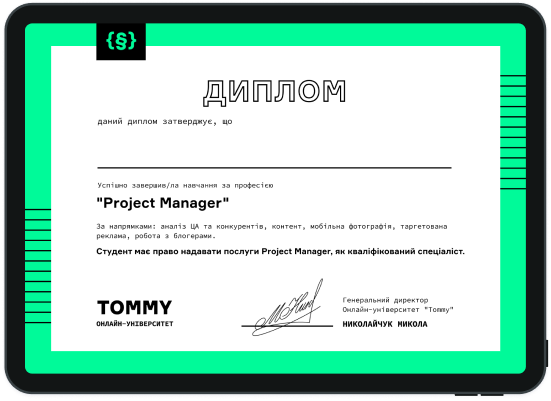 {§}
ДИПЛОМ
даний диплом затверджує, що
Успішно завершив/ла навчання за професією
"Project Manager"
За напрямками: аналіз ЦА та конкурентів, контент, мобільна фотографія, таргетована
реклама, робота з блогерами.
Студент має право надавати послуги Project Manager, як кваліфікований спеціаліст.
TOMMY
ОНЛАЙН-УНІВЕРСИТЕТ
Генеральний директор
Онлайн-університет "Tommy"
НИКОЛАЙЧУК МИКОЛА